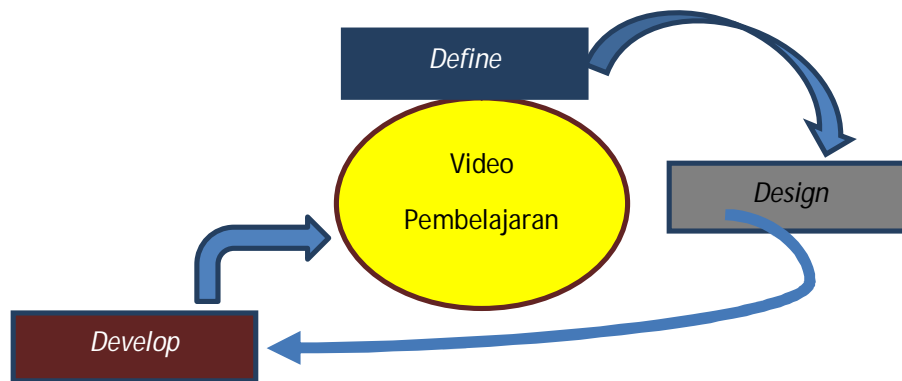 Define
Video
Pembelajaran
Design
Develop